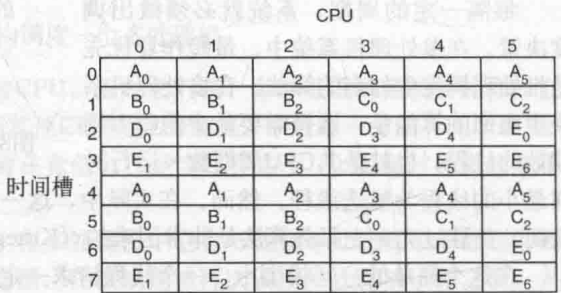 CPU
0 1 2 3 4 5
0 A₀ A₁ A₂ A₃ A₄ A₅
1 B₀ B₁ B₂ C₀ C₁ C₂
2 D₀ D₁ D₂ D₃ D₄ E₀
3 E₁ E₂ E₃ E₄ E₅ E₆
时间槽
4 A₀ A₁ A₂ A₃ A₄ A₅
5 B₀ B₁ B₂ C₀ C₁ C₂
6 D₀ D₁ D₂ D₃ D₄ E₀
7 E₁ E₂ E₃ E₄ E₅ E₆